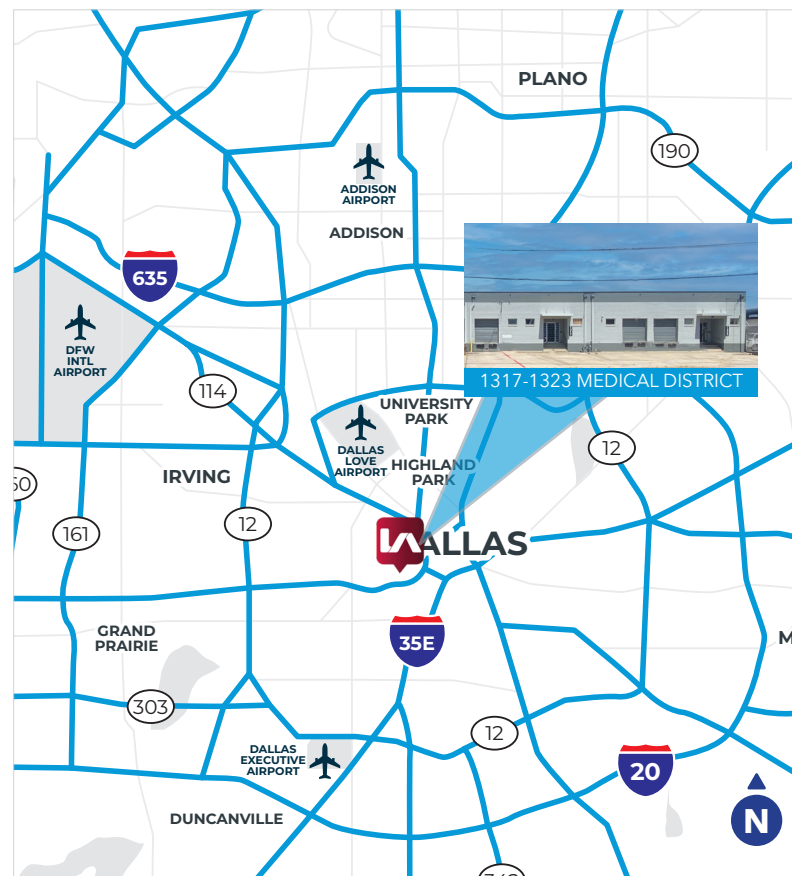 PLANO
190
ADDISON
AIRPORT
ADDISON
635
DFW
INTL
AIRPORT
1317-1323 MEDICAL DISTRICT
114
UNIVERSITY
PARK
DALLAS
LOVE
AIRPORT
HIGHLAND
PARK
12
IRVING
161
12
ALLAS
GRAND
PRAIRIE
35E
303
12
DALLAS
EXECUTIVE
AIRPORT
20
DUNCANVILLE
N